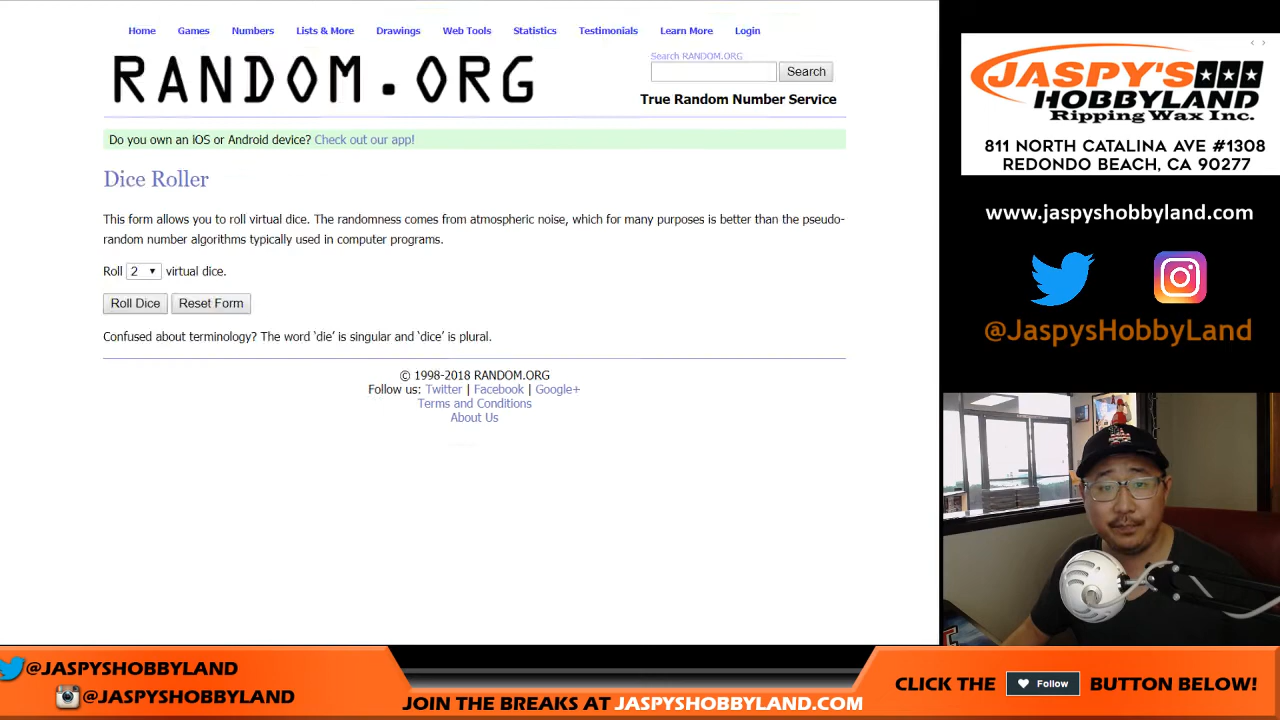 Home Games Numbers Lists & More Drawings Web Tools Statistics Testimonials Learn More Login
RANDOM.ORG
Search RANDOM.ORG
Search
True Random Number Service
Do you own an iOS or Android device? Check out our app!
Dice Roller
This form allows you to roll virtual dice. The randomness comes from atmospheric noise, which for many purposes is better than the pseudo-
random number algorithms typically used in computer programs.
Roll 2 virtual dice.
Roll Dice Reset Form
Confused about terminology? The word ‘die’ is singular and ‘dice’ is plural.
© 1998-2018 RANDOM.ORG
Follow us: Twitter | Facebook | Google+
Terms and Conditions
About Us
JASPY'S
HOBBYLAND
Ripping Wax Inc.
811 NORTH CATALINA AVE #1308
REDONDO BEACH, CA 90277
www.jaspyshobbyland.com
@JaspysHobbyLand
@JASPYSHOBBYLAND
@JASPYSHOBBYLAND
JOIN THE BREAKS AT JASPYSHOBBYLAND.COM
CLICK THE Follow BUTTON BELOW!